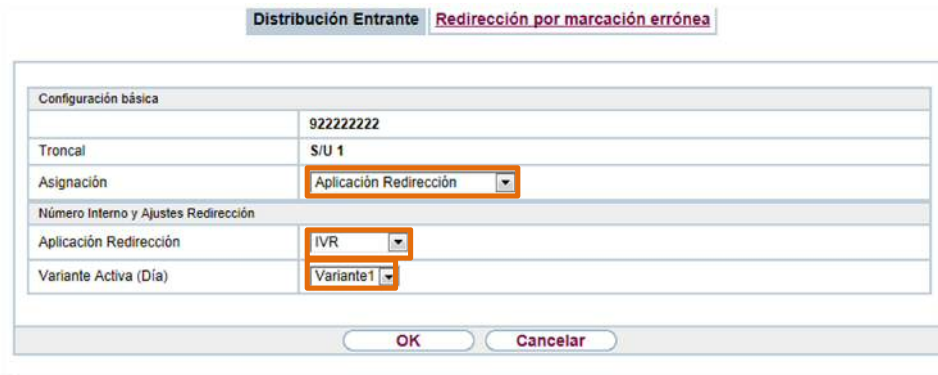 Distribución Entrante Redirección por marcación errónea
Configuración básica
922222222
Troncal S/U 1
Asignación Aplicación Redirección
Número Interno y Ajustes Redirección
Aplicación Redirección IVR
Variante Activa (Día) Variante1
OK Cancelar